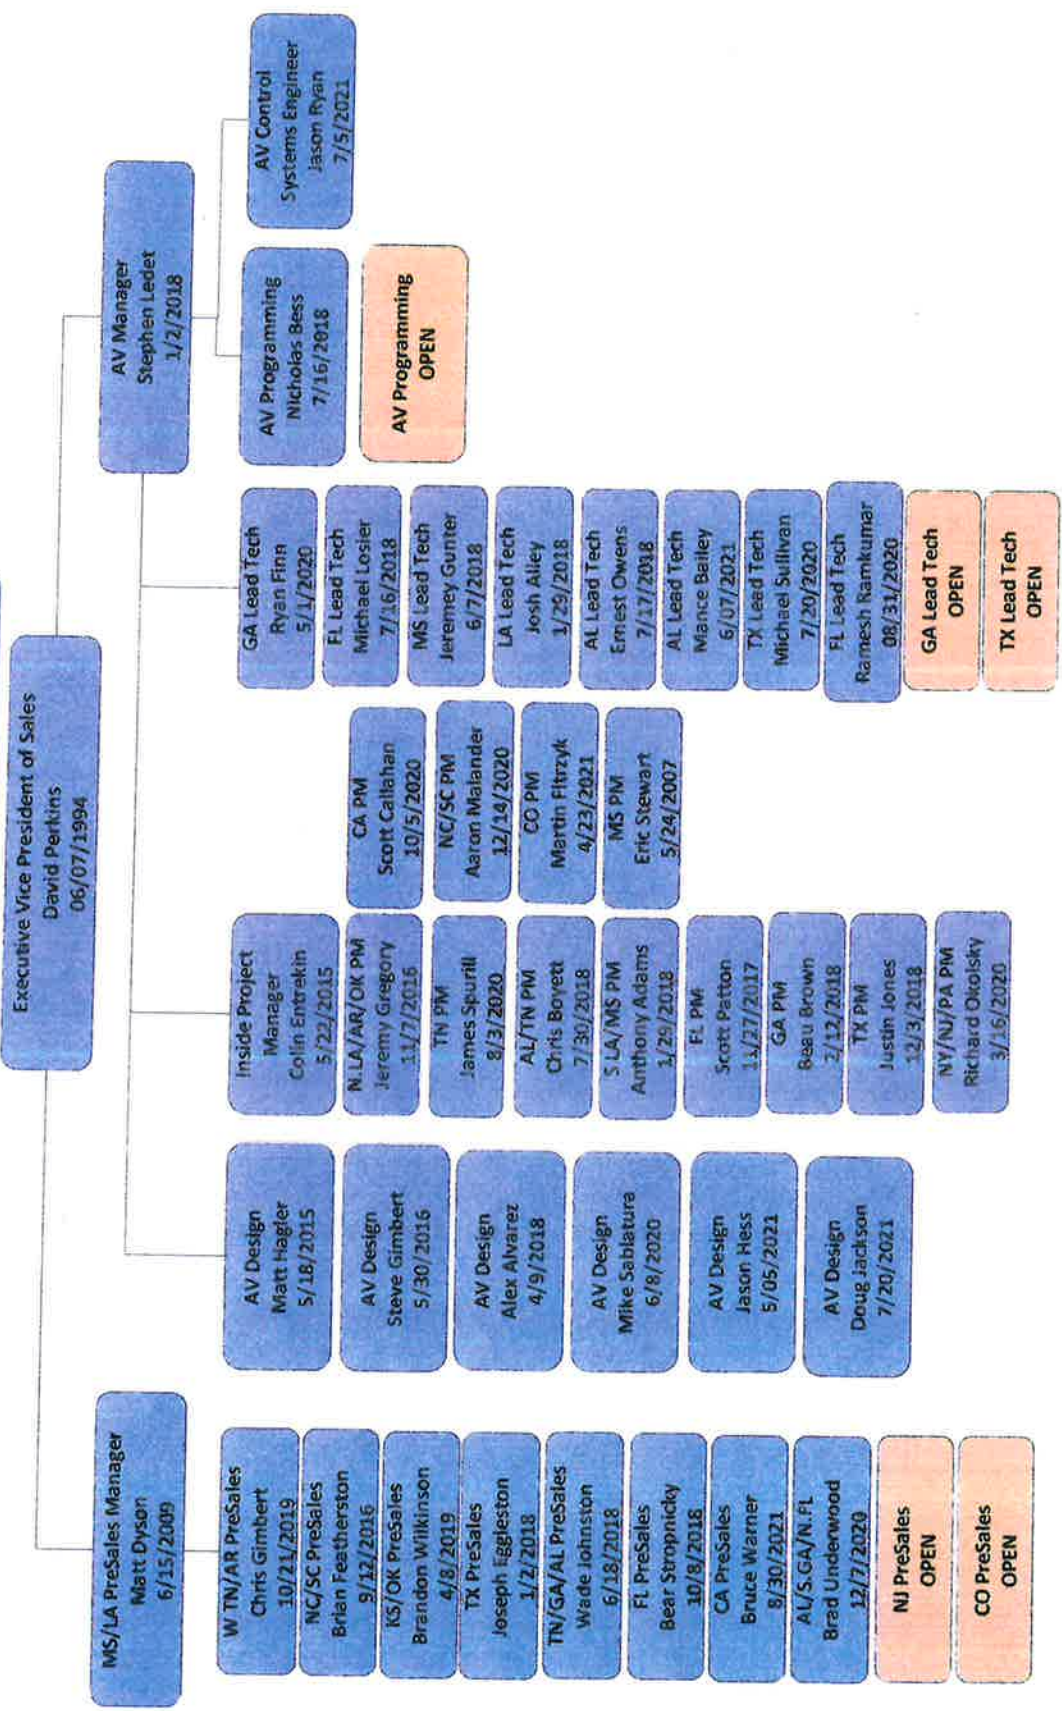 Executive Vice President of Sales
David Perkins
06/07/1994
MS/LA PreSales Manager
Matt Dyson
6/15/2009
W TN/AR PreSales
Chris Gimbert
10/21/2019
NC/SC PreSales
Brian Featherston
9/12/2016
KS/OK PreSales
Brandon Wilkinson
4/8/2019
TX PreSales
Joseph Eggleston
1/2/2018
TN/GA/AL PreSales
Wade Johnston
6/18/2018
FL PreSales
Bear Stropnicky
10/8/2018
CA PreSales
Bruce Warner
8/30/2021
AL/S.GA/N.FL
Brad Underwood
12/7/2020
NJ PreSales
OPEN
CO PreSales
OPEN
AV Manager
Stephen Ledet
1/2/2018
AV Design
Matt Hagler
5/18/2015
AV Design
Steve Gimbert
5/30/2016
AV Design
Alex Alvarez
4/9/2018
AV Design
Mike Sablatura
6/8/2020
AV Design
Jason Hess
5/05/2021
AV Design
Doug Jackson
7/20/2021
Inside Project
Manager
Colin Entrekin
5/22/2015
N.LA/AR/OK PM
Jeremy Gregory
11/7/2016
TN PM
James Spurill
8/3/2020
AL/TN PM
Chris Boyett
7/30/2018
S LA/MS PM
Anthony Adams
1/29/2018
FL PM
Scott Patton
11/27/2017
GA PM
Beau Brown
2/12/2018
TX PM
Justin Jones
12/3/2018
NY/NJ/PA PM
Richard Okolsky
3/16/2020
CA PM
Scott Callahan
10/5/2020
NC/SC PM
Aaron Malander
12/14/2020
CO PM
Martin Fitrzyk
4/23/2021
MS PM
Eric Stewart
5/24/2007
GA Lead Tech
Ryan Finn
5/1/2020
FL Lead Tech
Michael Losier
7/16/2018
MS Lead Tech
Jeremey Gunter
6/7/2018
LA Lead Tech
Josh Alley
1/29/2018
AL Lead Tech
Ernest Owens
7/17/2018
AL Lead Tech
Mance Bailey
6/07/2021
TX Lead Tech
Michael Sullivan
7/20/2020
FL Lead Tech
Ramesh Ramkumar
08/31/2020
GA Lead Tech
OPEN
TX Lead Tech
OPEN
AV Programming
Nicholas Bess
7/16/2018
AV Programming
OPEN
AV Control
Systems Engineer
Jason Ryan
7/5/2021